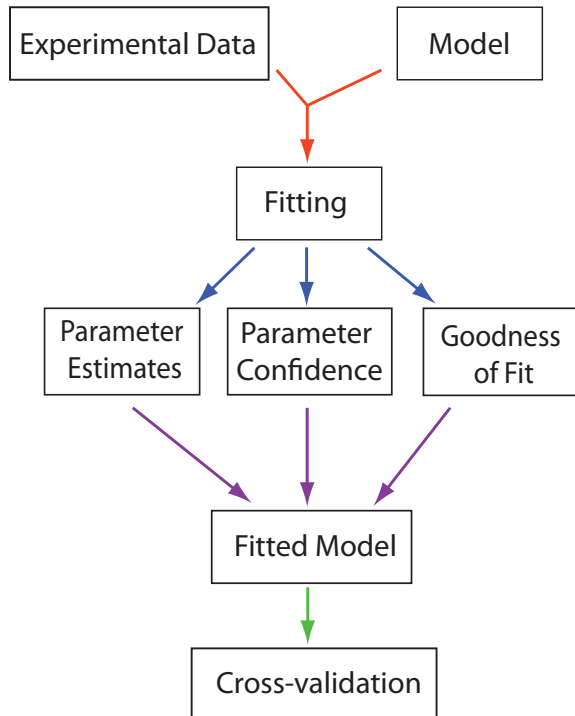 Experimental Data
Model
Fitting
Parameter
Estimates
Parameter
Confidence
Goodness
of Fit
Fitted Model
Cross-validation